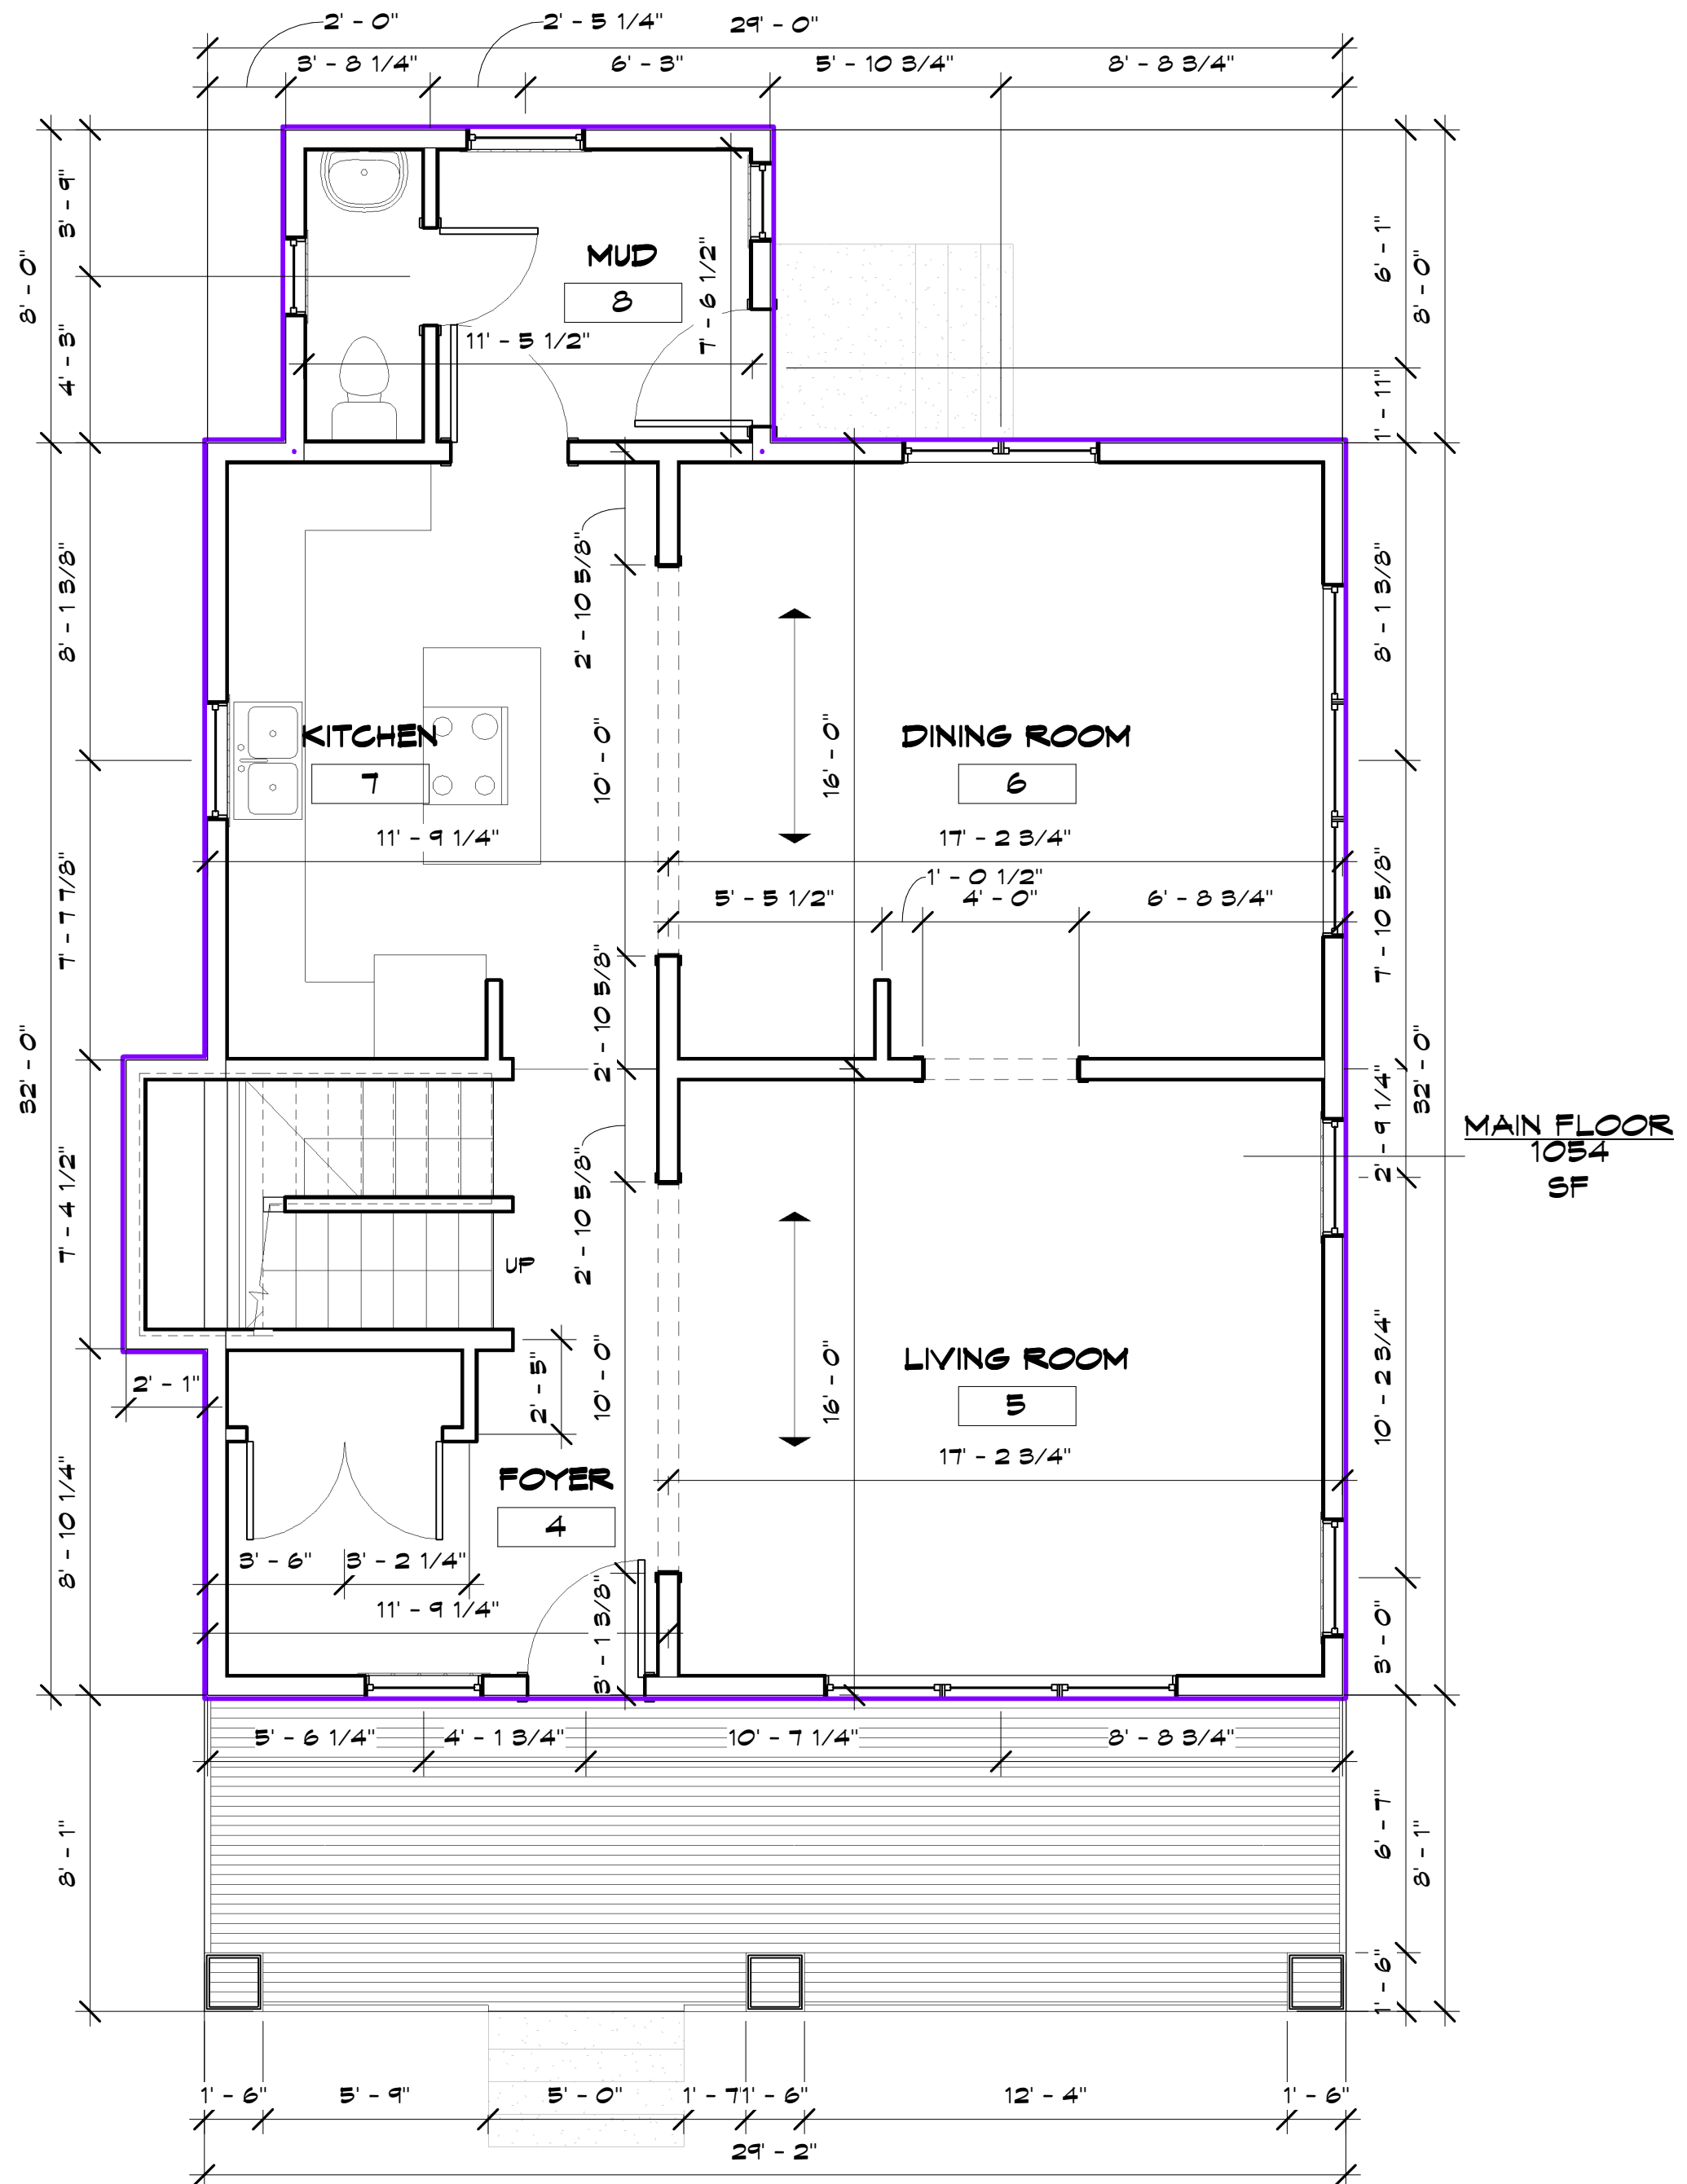 2' - 0"
2' - 5 1/4"
29' - 0"
3' - 8 1/4"
6' - 3"
5' - 10 3/4"
8' - 8 3/4"
3' - 9"
8' - 0"
4' - 3"
MUD
8
7' - 6 1/2"
11' - 5 1/2"
6' - 1"
8' - 0"
1' - 11"
8' - 1 3/8"
2' - 10 5/8"
8' - 1 3/8"
KITCHEN
7
10' - 0"
16' - 0"
DINING ROOM
6
11' - 9 1/4"
17' - 2 3/4"
1' - 0 1/2"
5' - 5 1/2"
4' - 0"
6' - 8 3/4"
7' - 7 7/8"
2' - 10 5/8"
7' - 10 5/8"
32' - 0"
32' - 0"
2' - 9 1/4"
MAIN FLOOR
1054
SF
7' - 4 1/2"
2' - 10 5/8"
UP
LIVING ROOM
5
2' - 1"
2' - 5"
10' - 0"
16' - 0"
10' - 2 3/4"
17' - 2 3/4"
FOYER
4
8' - 10 1/4"
3' - 6"
3' - 2 1/4"
11' - 9 1/4"
3' - 1 3/8"
3' - 0"
5' - 6 1/4"
4' - 1 3/4"
10' - 7 1/4"
8' - 8 3/4"
8' - 1"
6' - 7"
8' - 1"
1' - 6"
1' - 6"
5' - 9"
5' - 0"
1' - 7"
1' - 6"
12' - 4"
1' - 6"
29' - 2"